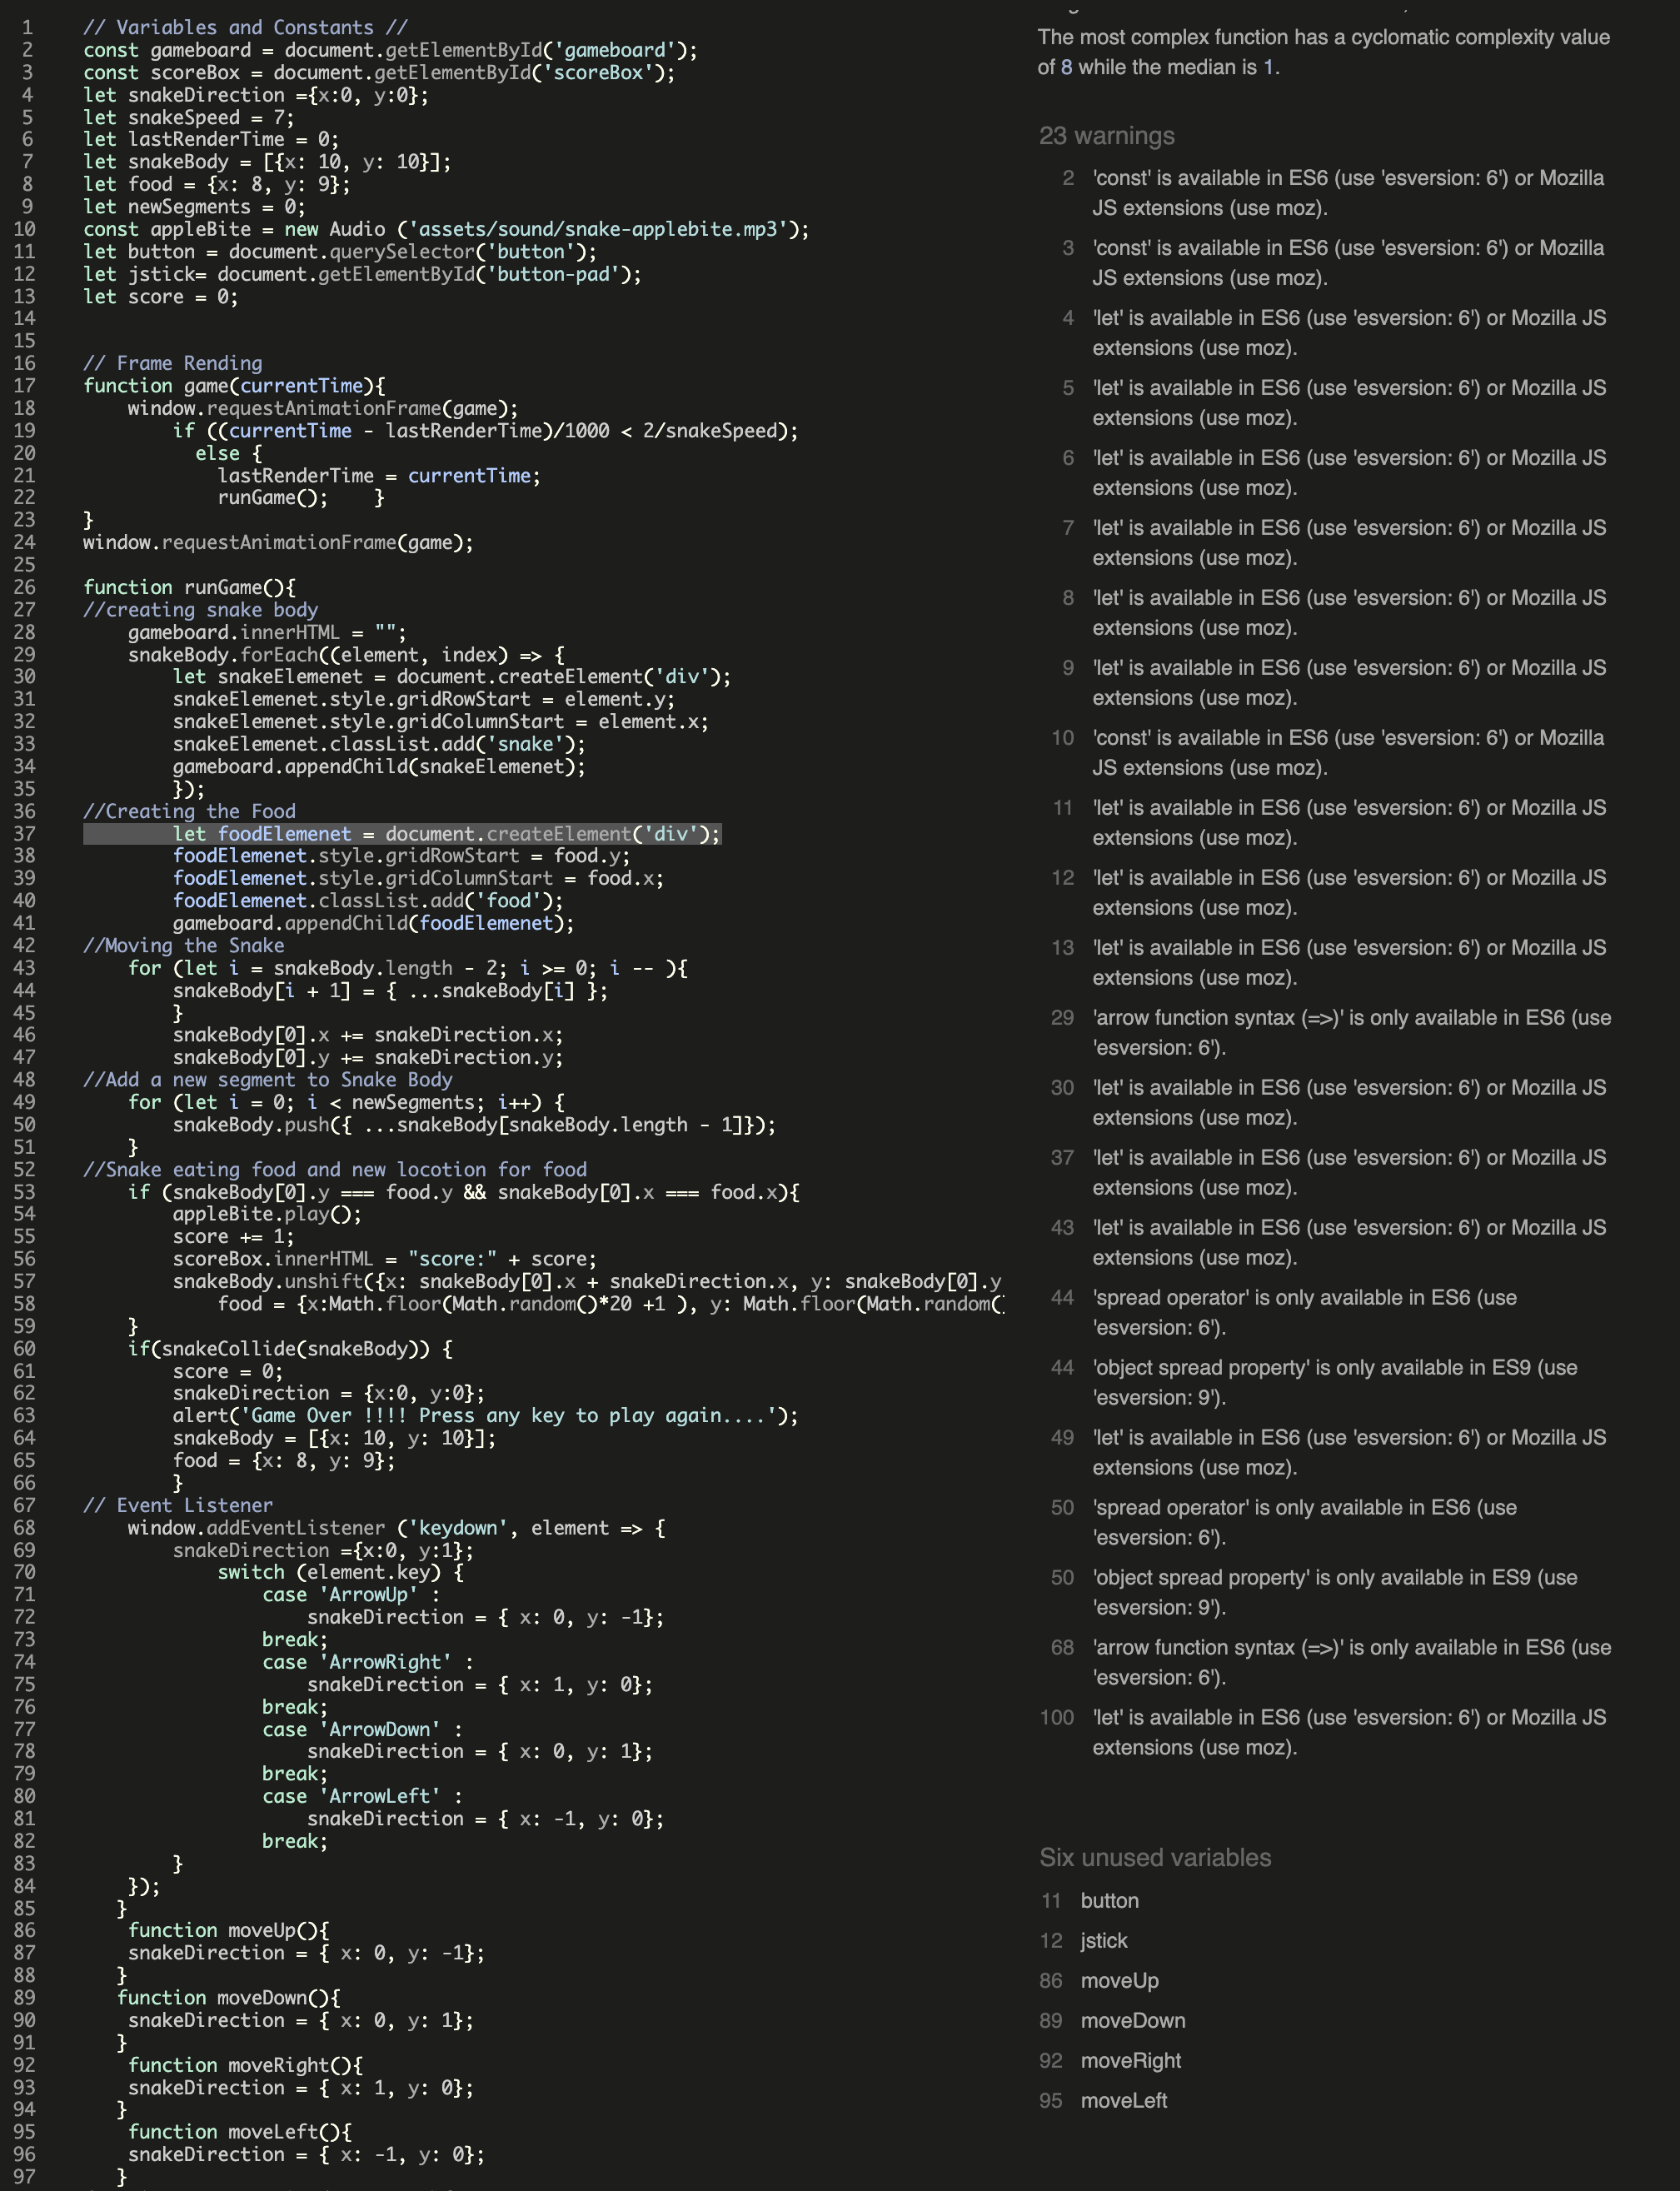 1 // Variables and Constants //
2 const gameboard = document.getElementById('gameboard');
3 const scoreBox = document.getElementById('scoreBox');
4 let snakeDirection ={x:0, y:0};
5 let snakeSpeed = 7;
6 let lastRenderTime = 0;
7 let snakeBody = [{x: 10, y: 10}];
8 let food = {x: 8, y: 9};
9 let newSegments = 0;
10 const appleBite = new Audio ('assets/sound/snake-applebite.mp3');
11 let button = document.querySelector('button');
12 let jstick= document.getElementById('button-pad');
13 let score = 0;
14
15
16 // Frame Rending
17 function game(currentTime){
18 window.requestAnimationFrame(game);
19 if ((currentTime - lastRenderTime)/1000 < 2/snakeSpeed);
20 else {
21 lastRenderTime = currentTime;
22 runGame(); }
23 }
24 window.requestAnimationFrame(game);
25
26 function runGame(){
27 //creating snake body
28 gameboard.innerHTML = "";
29 snakeBody.forEach((element, index) => {
30 let snakeElemenet = document.createElement('div');
31 snakeElemenet.style.gridRowStart = element.y;
32 snakeElemenet.style.gridColumnStart = element.x;
33 snakeElemenet.classList.add('snake');
34 gameboard.appendChild(snakeElemenet);
35 });
36 //Creating the Food
37 let foodElemenet = document.createElement('div');
38 foodElemenet.style.gridRowStart = food.y;
39 foodElemenet.style.gridColumnStart = food.x;
40 foodElemenet.classList.add('food');
41 gameboard.appendChild(foodElemenet);
42 //Moving the Snake
43 for (let i = snakeBody.length - 2; i >= 0; i -- ){
44 snakeBody[i + 1] = { ...snakeBody[i] };
45 }
46 snakeBody[0].x += snakeDirection.x;
47 snakeBody[0].y += snakeDirection.y;
48 //Add a new segment to Snake Body
49 for (let i = 0; i < newSegments; i++) {
50 snakeBody.push({ ...snakeBody[snakeBody.length - 1]});
51 }
52 //Snake eating food and new locotion for food
53 if (snakeBody[0].y === food.y && snakeBody[0].x === food.x){
54 appleBite.play();
55 score += 1;
56 scoreBox.innerHTML = "score:" + score;
57 snakeBody.unshift({x: snakeBody[0].x + snakeDirection.x, y: snakeBody[0].y
58 food = {x:Math.floor(Math.random()*20 +1 ), y: Math.floor(Math.random()
59 }
60 if(snakeCollide(snakeBody)) {
61 score = 0;
62 snakeDirection = {x:0, y:0};
63 alert('Game Over !!!! Press any key to play again....');
64 snakeBody = [{x: 10, y: 10}];
65 food = {x: 8, y: 9};
66 }
67 // Event Listener
68 window.addEventListener ('keydown', element => {
69 snakeDirection ={x:0, y:1};
70 switch (element.key) {
71 case 'ArrowUp' :
72 snakeDirection = { x: 0, y: -1};
73 break;
74 case 'ArrowRight' :
75 snakeDirection = { x: 1, y: 0};
76 break;
77 case 'ArrowDown' :
78 snakeDirection = { x: 0, y: 1};
79 break;
80 case 'ArrowLeft' :
81 snakeDirection = { x: -1, y: 0};
82 break;
83 }
84 });
85 }
86 function moveUp(){
87 snakeDirection = { x: 0, y: -1};
88 }
89 function moveDown(){
90 snakeDirection = { x: 0, y: 1};
91 }
92 function moveRight(){
93 snakeDirection = { x: 1, y: 0};
94 }
95 function moveLeft(){
96 snakeDirection = { x: -1, y: 0};
97 }
The most complex function has a cyclomatic complexity value
of 8 while the median is 1.
23 warnings
2 'const' is available in ES6 (use 'esversion: 6') or Mozilla
JS extensions (use moz).
3 'const' is available in ES6 (use 'esversion: 6') or Mozilla
JS extensions (use moz).
4 'let' is available in ES6 (use 'esversion: 6') or Mozilla JS
extensions (use moz).
5 'let' is available in ES6 (use 'esversion: 6') or Mozilla JS
extensions (use moz).
6 'let' is available in ES6 (use 'esversion: 6') or Mozilla JS
extensions (use moz).
7 'let' is available in ES6 (use 'esversion: 6') or Mozilla JS
extensions (use moz).
8 'let' is available in ES6 (use 'esversion: 6') or Mozilla JS
extensions (use moz).
9 'let' is available in ES6 (use 'esversion: 6') or Mozilla JS
extensions (use moz).
10 'const' is available in ES6 (use 'esversion: 6') or Mozilla
JS extensions (use moz).
11 'let' is available in ES6 (use 'esversion: 6') or Mozilla JS
extensions (use moz).
12 'let' is available in ES6 (use 'esversion: 6') or Mozilla JS
extensions (use moz).
13 'let' is available in ES6 (use 'esversion: 6') or Mozilla JS
extensions (use moz).
29 'arrow function syntax (=>)' is only available in ES6 (use
'esversion: 6').
30 'let' is available in ES6 (use 'esversion: 6') or Mozilla JS
extensions (use moz).
37 'let' is available in ES6 (use 'esversion: 6') or Mozilla JS
extensions (use moz).
43 'let' is available in ES6 (use 'esversion: 6') or Mozilla JS
extensions (use moz).
44 'spread operator' is only available in ES6 (use
'esversion: 6').
44 'object spread property' is only available in ES9 (use
'esversion: 9').
49 'let' is available in ES6 (use 'esversion: 6') or Mozilla JS
extensions (use moz).
50 'spread operator' is only available in ES6 (use
'esversion: 6').
50 'object spread property' is only available in ES9 (use
'esversion: 9').
68 'arrow function syntax (=>)' is only available in ES6 (use
'esversion: 6').
100 'let' is available in ES6 (use 'esversion: 6') or Mozilla JS
extensions (use moz).
Six unused variables
11 button
12 jstick
86 moveUp
89 moveDown
92 moveRight
95 moveLeft